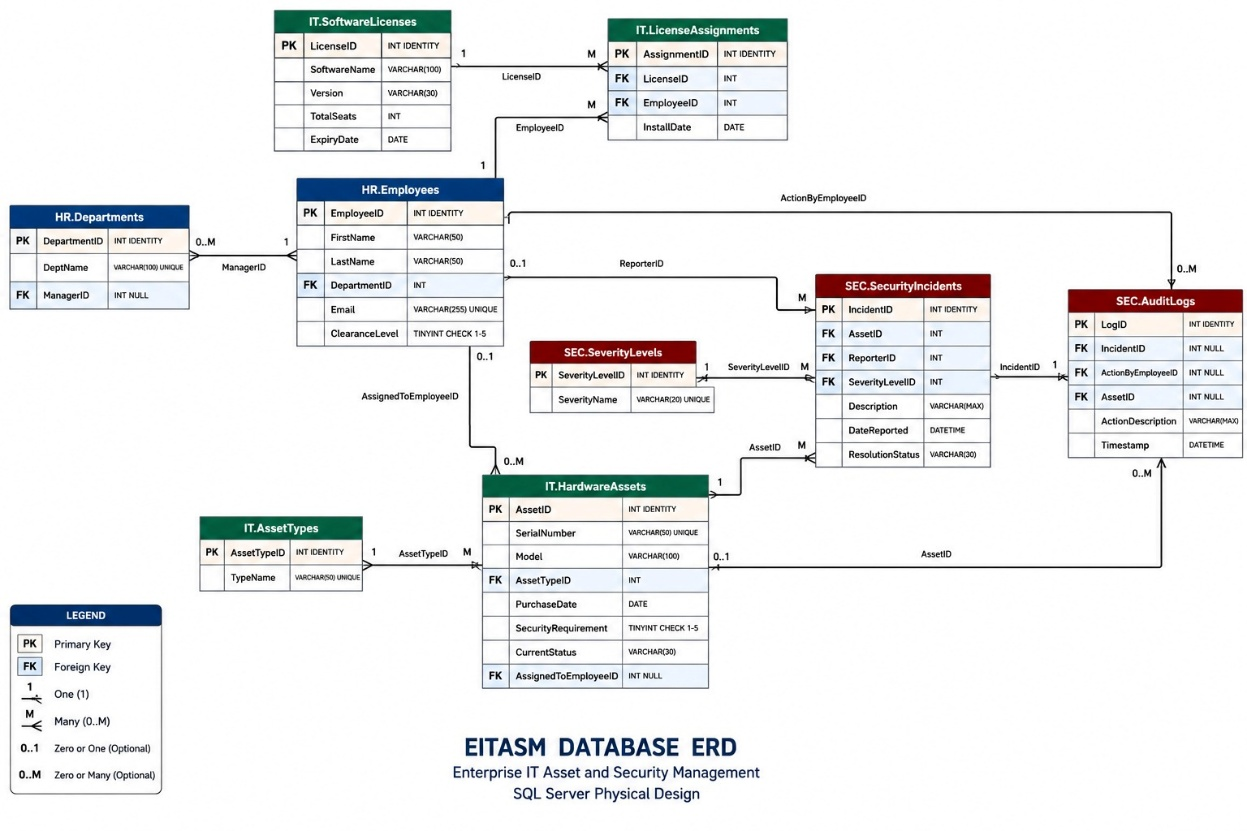 IT.SoftwareLicenses
PK LicenseID INT IDENTITY
SoftwareName VARCHAR(100)
Version VARCHAR(30)
TotalSeats INT
ExpiryDate DATE
1
M
LicenseID
IT.LicenseAssignments
PK AssignmentID INT IDENTITY
FK LicenseID INT
FK EmployeeID INT
InstallDate DATE
M
EmployeeID
1
HR.Departments
PK DepartmentID INT IDENTITY
DeptName VARCHAR(100) UNIQUE
FK ManagerID INT NULL
0..M
1
ManagerID
HR.Employees
PK EmployeeID INT IDENTITY
FirstName VARCHAR(50)
LastName VARCHAR(50)
FK DepartmentID INT
Email VARCHAR(255) UNIQUE
ClearanceLevel TINYINT CHECK 1-5
ActionByEmployeeID
0..M
0..1
ReporterID
M
SEC.SecurityIncidents
PK IncidentID INT IDENTITY
FK AssetID INT
FK ReporterID INT
FK SeverityLevelID INT
Description VARCHAR(MAX)
DateReported DATETIME
ResolutionStatus VARCHAR(30)
SEC.AuditLogs
PK LogID INT IDENTITY
FK IncidentID INT NULL
FK ActionByEmployeeID INT NULL
FK AssetID INT NULL
ActionDescription VARCHAR(MAX)
Timestamp DATETIME
IncidentID
1
SEC.SeverityLevels
PK SeverityLevelID INT IDENTITY
SeverityName VARCHAR(20) UNIQUE
1
SeverityLevelID
M
0..1
AssignedToEmployeeID
0..M
AssetID
M
1
0..M
IT.HardwareAssets
PK AssetID INT IDENTITY
SerialNumber VARCHAR(50) UNIQUE
Model VARCHAR(100)
FK AssetTypeID INT
PurchaseDate DATE
SecurityRequirement TINYINT CHECK 1-5
CurrentStatus VARCHAR(30)
FK AssignedToEmployeeID INT NULL
0..1
AssetID
IT.AssetTypes
PK AssetTypeID INT IDENTITY
TypeName VARCHAR(50) UNIQUE
1
AssetTypeID
M
LEGEND
PK Primary Key
FK Foreign Key
1 One (1)
M Many (0..M)
0..1 Zero or One (Optional)
0..M Zero or Many (Optional)
EITASM DATABASE ERD
Enterprise IT Asset and Security Management
SQL Server Physical Design